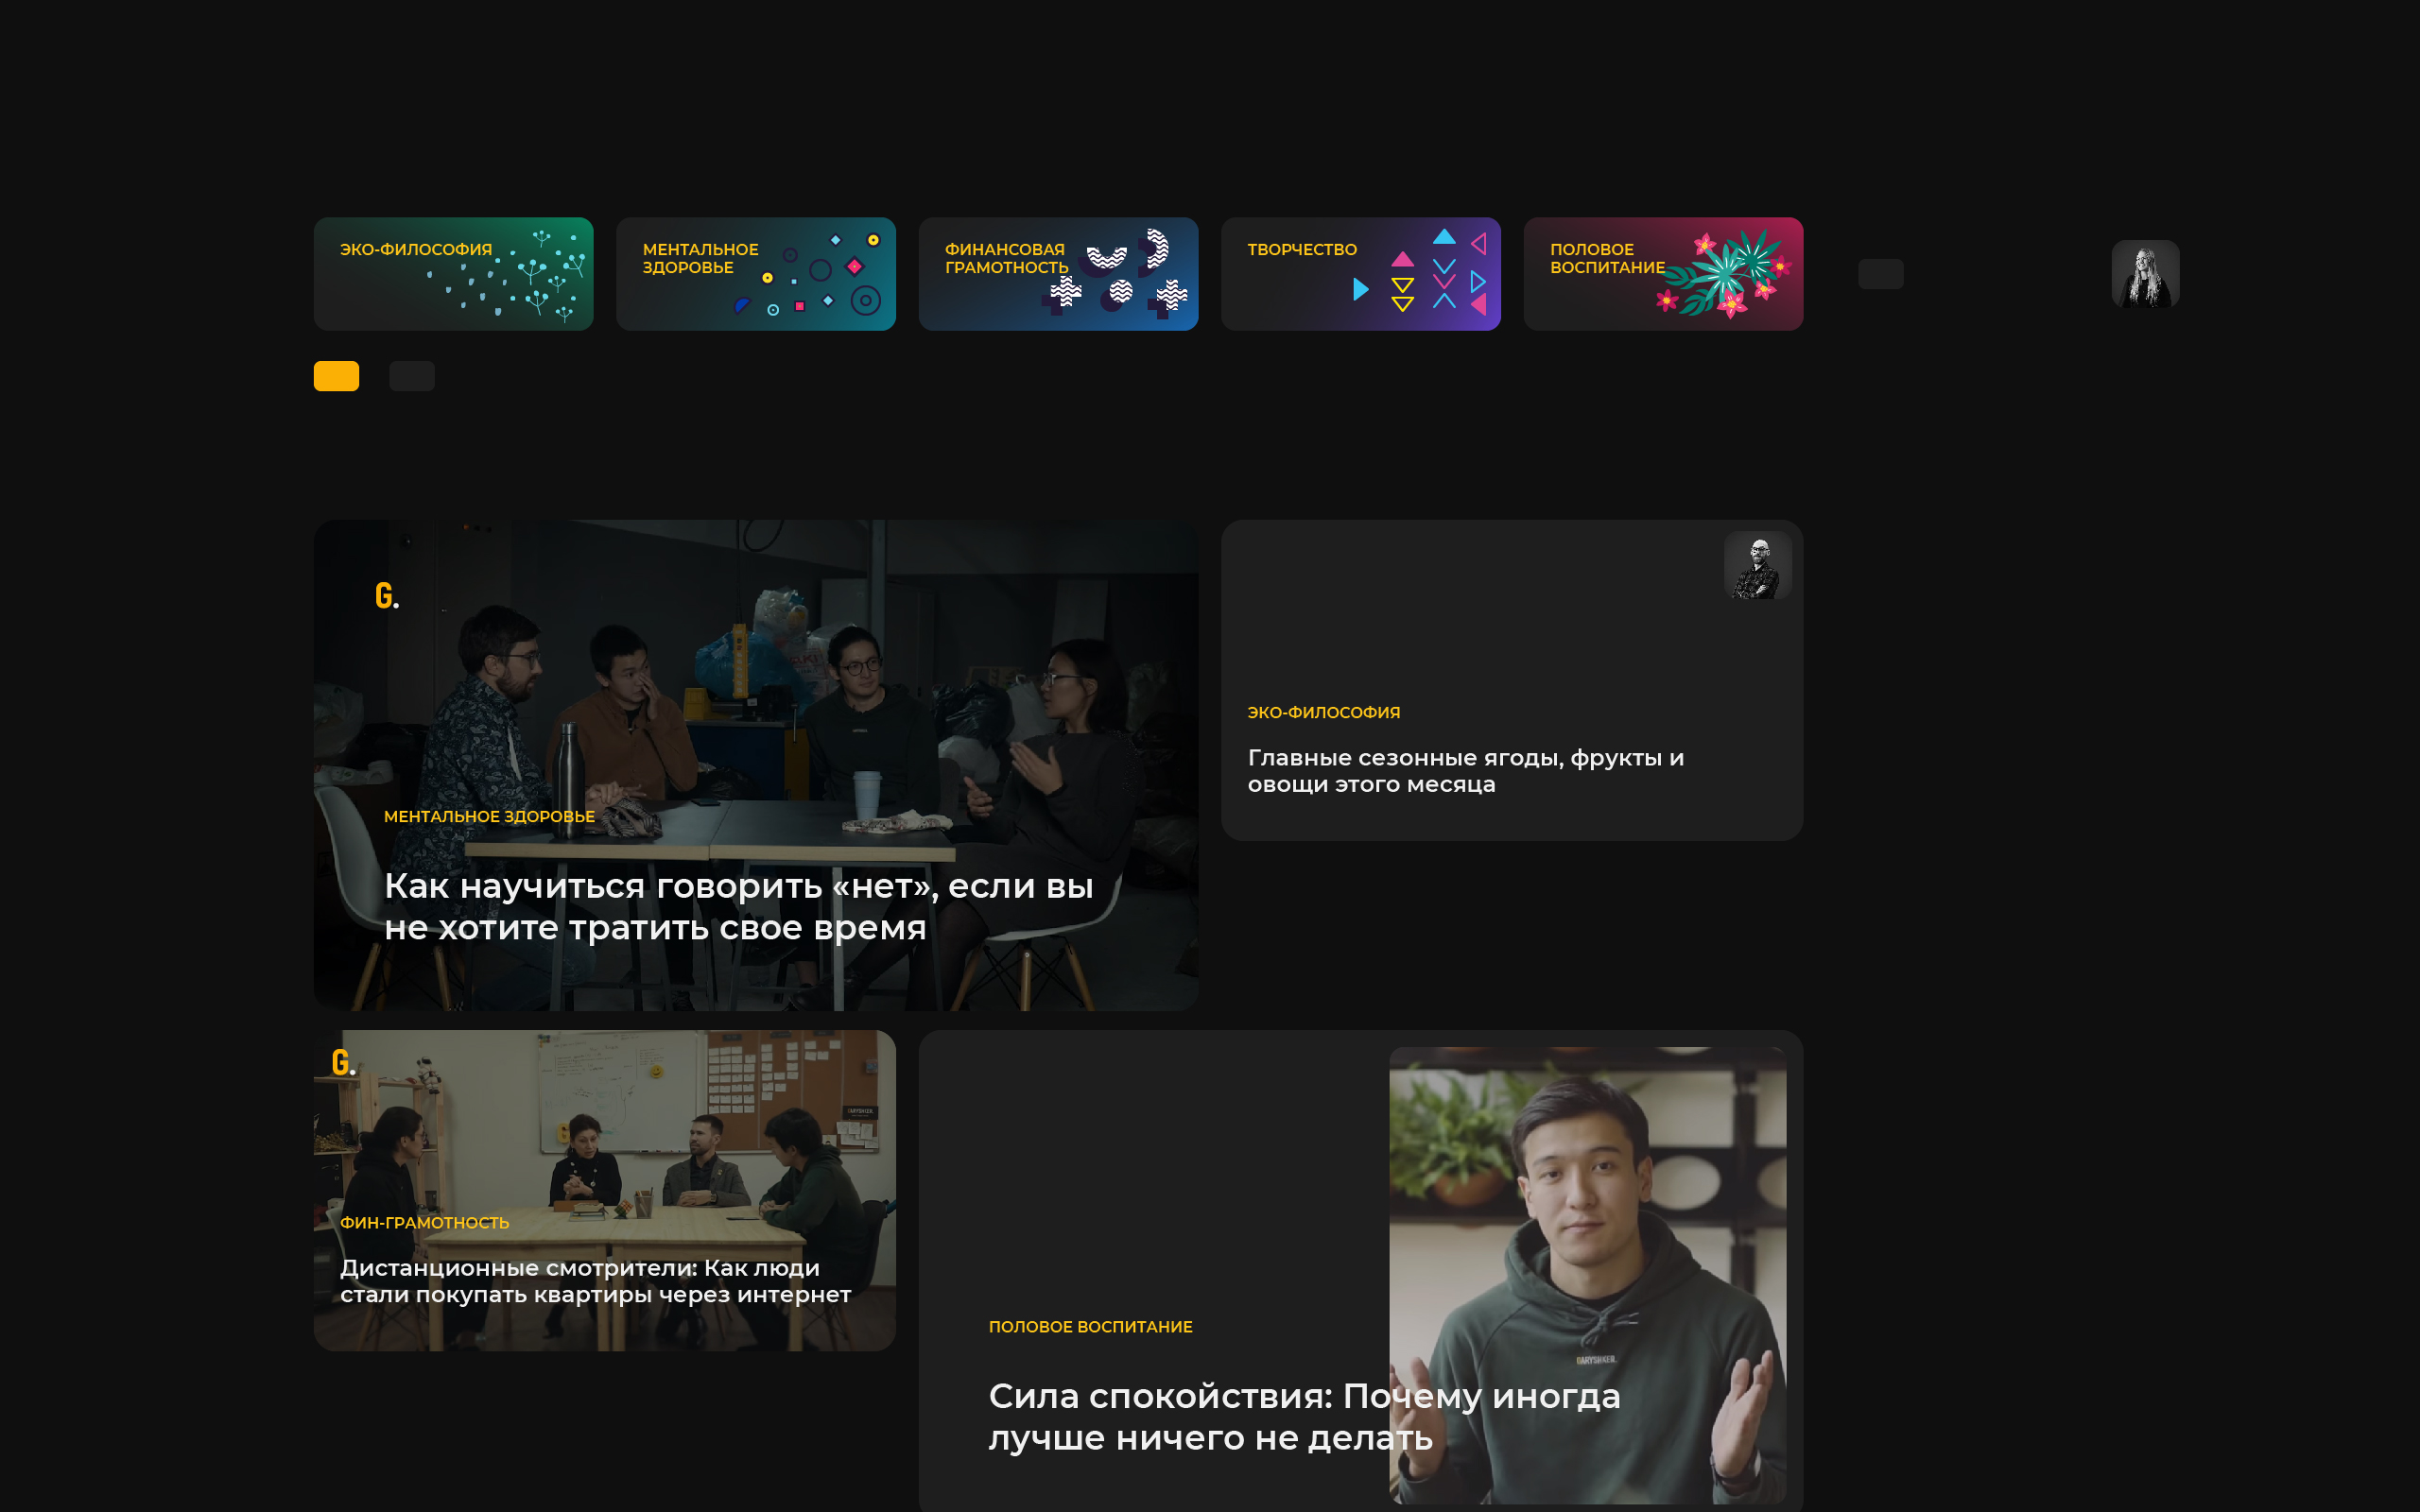 ЭКО-ФИЛОСОФИЯ
МЕНТАЛЬНОЕ
ЗДОРОВЬЕ
ФИНАНСОВАЯ
ГРАМОТНОСТЬ
ТВОРЧЕСТВО
ПОЛОВОЕ
ВОСПИТАНИЕ
G.
МЕНТАЛЬНОЕ ЗДОРОВЬЕ
Как научиться говорить «нет», если вы
не хотите тратить свое время
ЭКО-ФИЛОСОФИЯ
Главные сезонные ягоды, фрукты и
овощи этого месяца
G.
ФИН-ГРАМОТНОСТЬ
Дистанционные смотрители: Как люди
стали покупать квартиры через интернет
ПОЛОВОЕ ВОСПИТАНИЕ
Сила спокойствия: Почему иногда
лучше ничего не делать